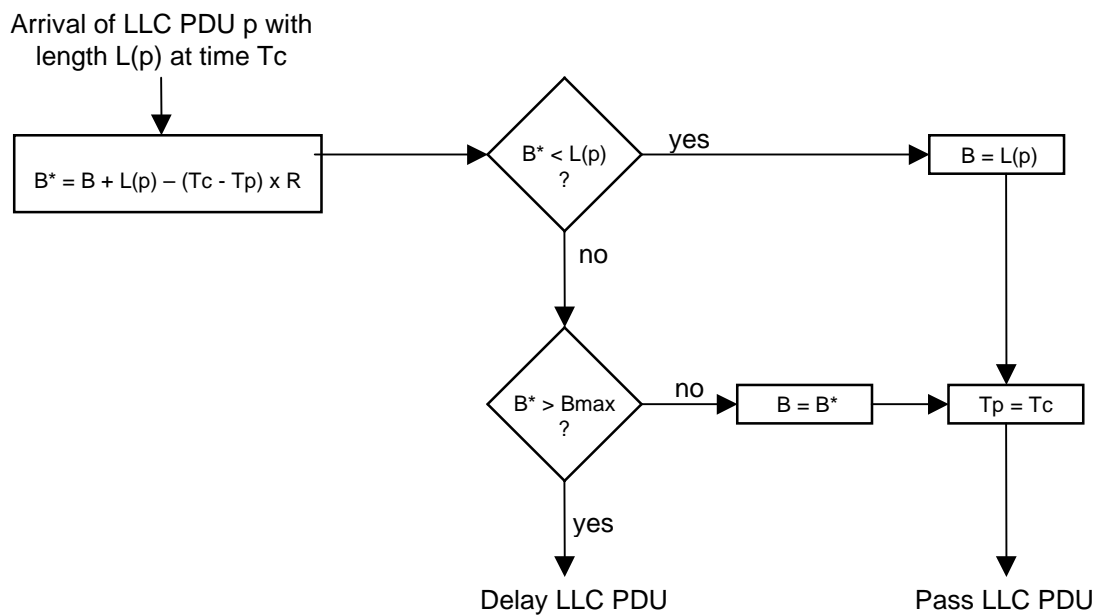 Arrival of LLC PDU p with
length L(p) at time Tc
B* = B + L(p) – (Tc - Tp) x R
B* < L(p)
?
yes
B = L(p)
no
B* > Bmax
?
no
B = B*
Tp = Tc
yes
Delay LLC PDU
Pass LLC PDU